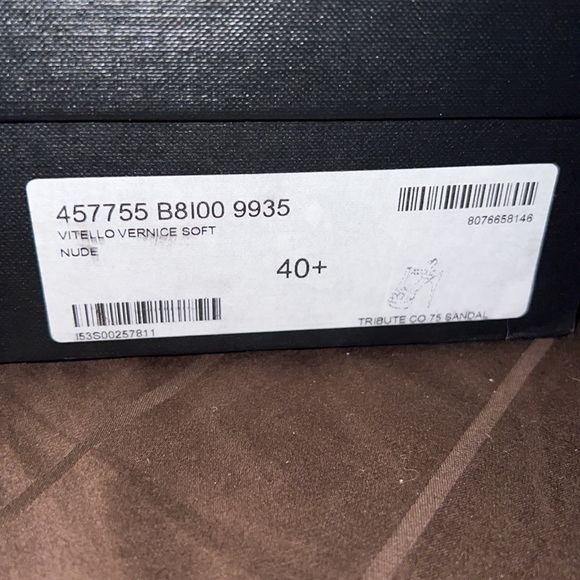 457755 B8I00 9935
8076658146
VITELLO VERNICE SOFT
NUDE
40+
TRIBUTE CO 75 SANDAL
I53S00257811